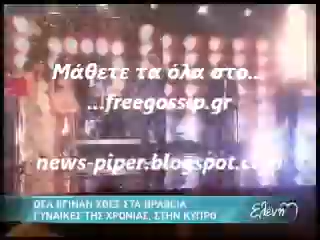 Μάθετε τα όλα στο..
...freegossip.gr
news-piper.blogspot.com
ΟΣΑ ΕΓΙΝΑΝ ΧΘΕΣ ΣΤΑ ΒΡΑΒΕΙΑ
ΓΥΝΑΙΚΕΣ ΤΗΣ ΧΡΟΝΙΑΣ, ΣΤΗΝ ΚΥΠΡΟ
Ελένη